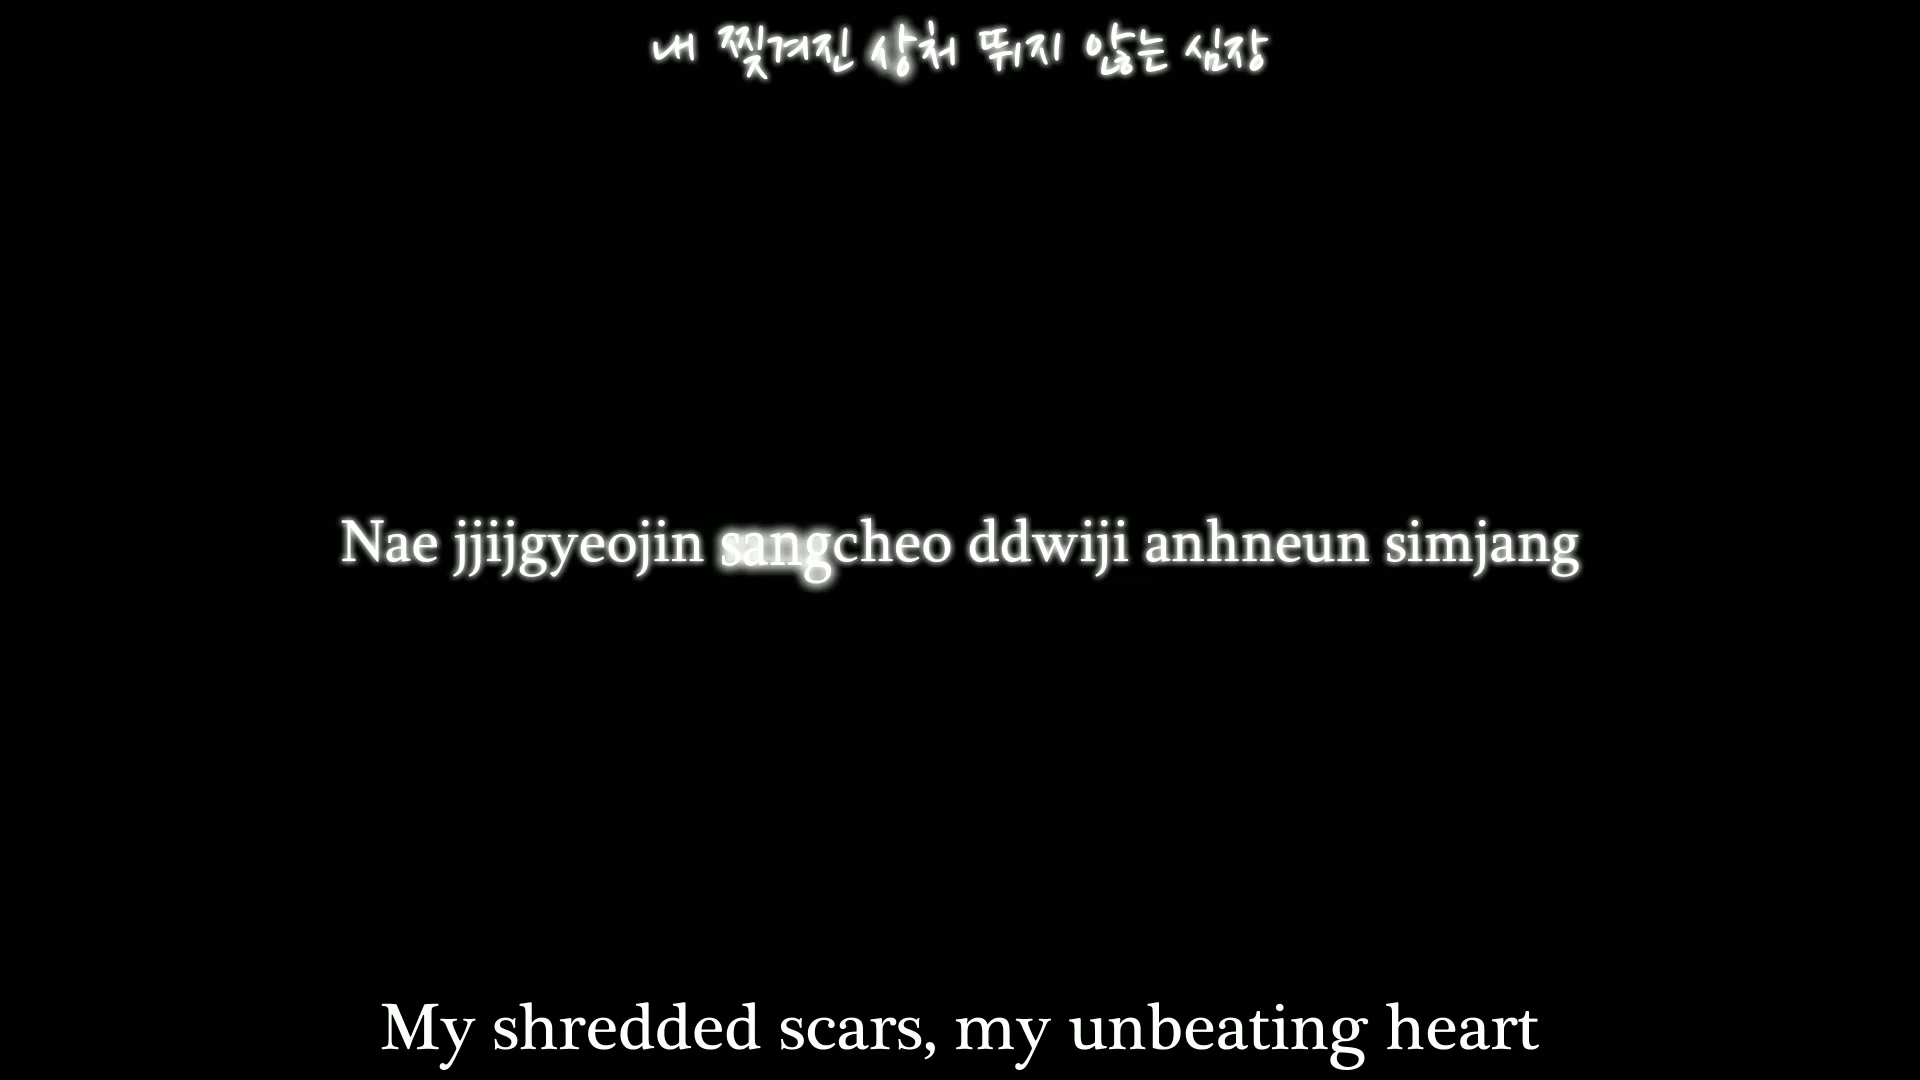 내 찢겨진 상처 뛰지 않는 심장
Nae jjijgyeojin sangcheo ddwiji anhneun simjang
My shredded scars, my unbeating heart